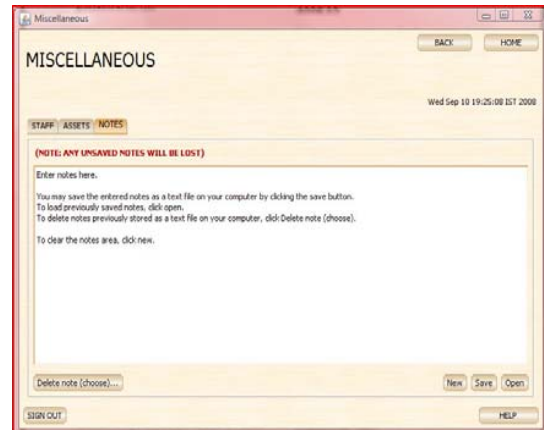 Miscellaneous
BACK HOME
MISCELLANEOUS
Wed Sep 10 19:25:08 IST 2008
STAFF ASSETS NOTES
(NOTE: ANY UNSAVED NOTES WILL BE LOST)
Enter notes here.
You may save the entered notes as a text file on your computer by clicking the save button.
To load previously saved notes, click open.
To delete notes previously stored as a text file on your computer, click Delete note (choose).
To clear the notes area, click new.
Delete note (choose)... New Save Open
SIGN OUT HELP